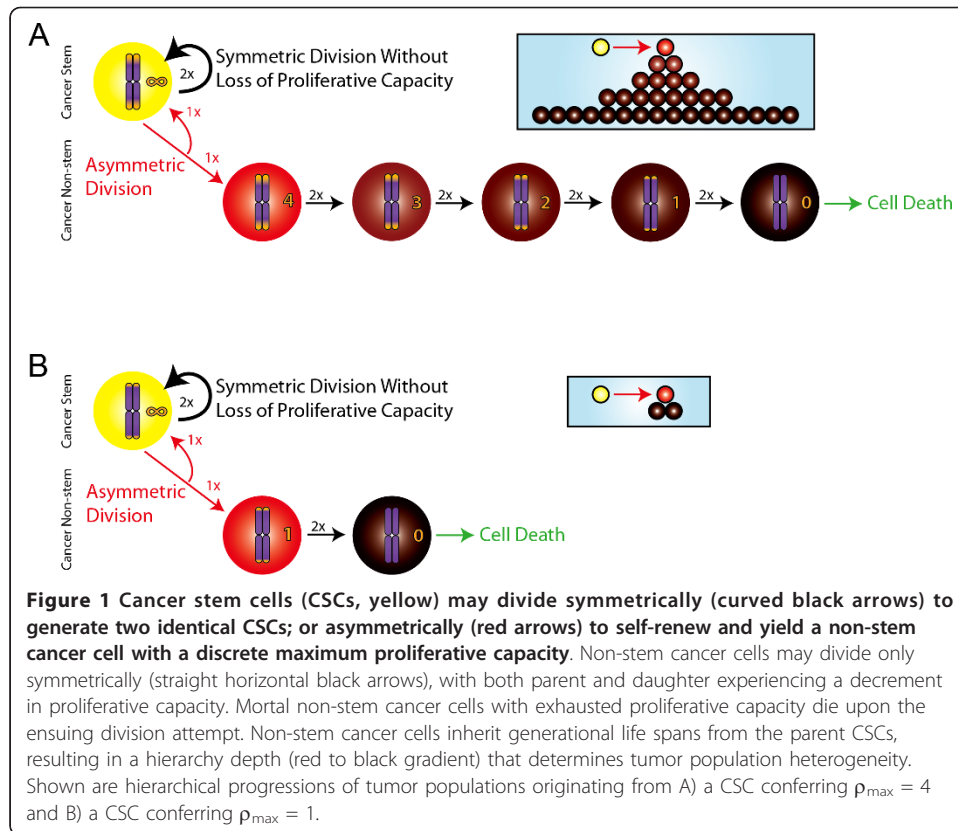 A
Cancer Stem
2x
Symmetric Division Without
Loss of Proliferative Capacity
1x
Asymmetric
Division
1x
Cancer Non-stem
4
2x
3
2x
2
2x
1
2x
0
Cell Death
B
Cancer Stem
2x
Symmetric Division Without
Loss of Proliferative Capacity
1x
Asymmetric
Division
1x
Cancer Non-stem
1
2x
0
Cell Death
Figure 1 Cancer stem cells (CSCs, yellow) may divide symmetrically (curved black arrows) to
generate two identical CSCs; or asymmetrically (red arrows) to self-renew and yield a non-stem
cancer cell with a discrete maximum proliferative capacity. Non-stem cancer cells may divide only
symmetrically (straight horizontal black arrows), with both parent and daughter experiencing a decrement
in proliferative capacity. Mortal non-stem cancer cells with exhausted proliferative capacity die upon the
ensuing division attempt. Non-stem cancer cells inherit generational life spans from the parent CSCs,
resulting in a hierarchy depth (red to black gradient) that determines tumor population heterogeneity.
Shown are hierarchical progressions of tumor populations originating from A) a CSC conferring ρmax = 4
and B) a CSC conferring ρmax = 1.